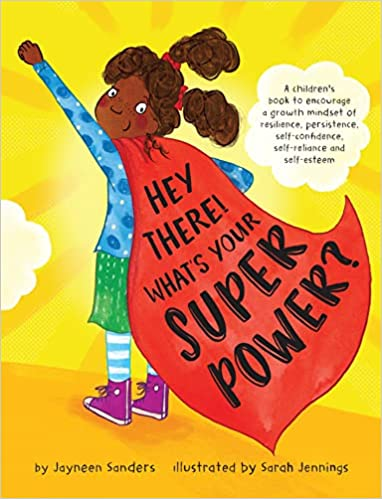 A children's
book to encourage
a growth mindset of
resilience, persistence,
self-confidence,
self-reliance and
self-esteem
HEY
THERE!
WHAT'S YOUR
SUPER
POWER?
by Jayneen Sanders illustrated by Sarah Jennings